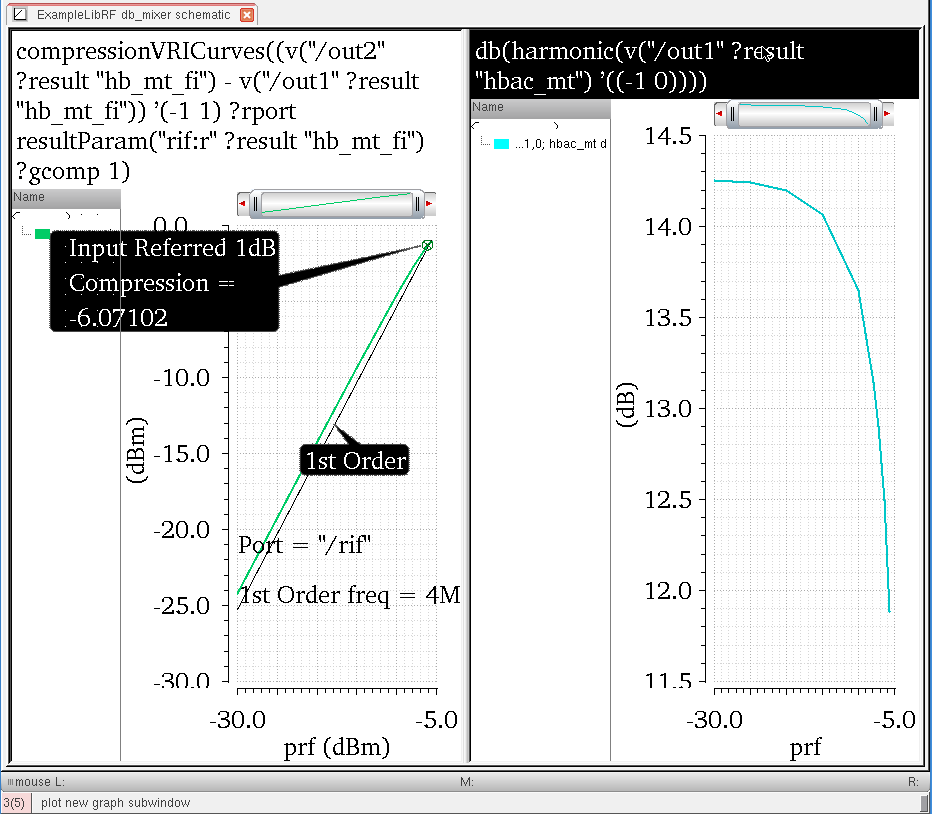 ExampleLibRF db_mixer schematic
compressionVRICurves((v("/out2"
?result "hb_mt_fi") - v("/out1" ?result
"hb_mt_fi")) '(-1 1) ?rport
resultParam("rif:r" ?result "hb_mt_fi")
?gcomp 1)
Name
0.0
Input Referred 1dB
Compression =
-6.07102
-10.0
(dBm)
-15.0
1st Order
-20.0
Port = "/rif"
1st Order freq = 4M
-25.0
-30.0
-30.0
-5.0
prf (dBm)
db(harmonic(v("/out1" ?result
"hbac_mt") '((-1 0))))
Name
...1,0; hbac_mt d
14.5
14.0
13.5
(dB)
13.0
12.5
12.0
11.5
-30.0
-5.0
prf
mouse L:
M:
R:
3(5)
plot new graph subwindow